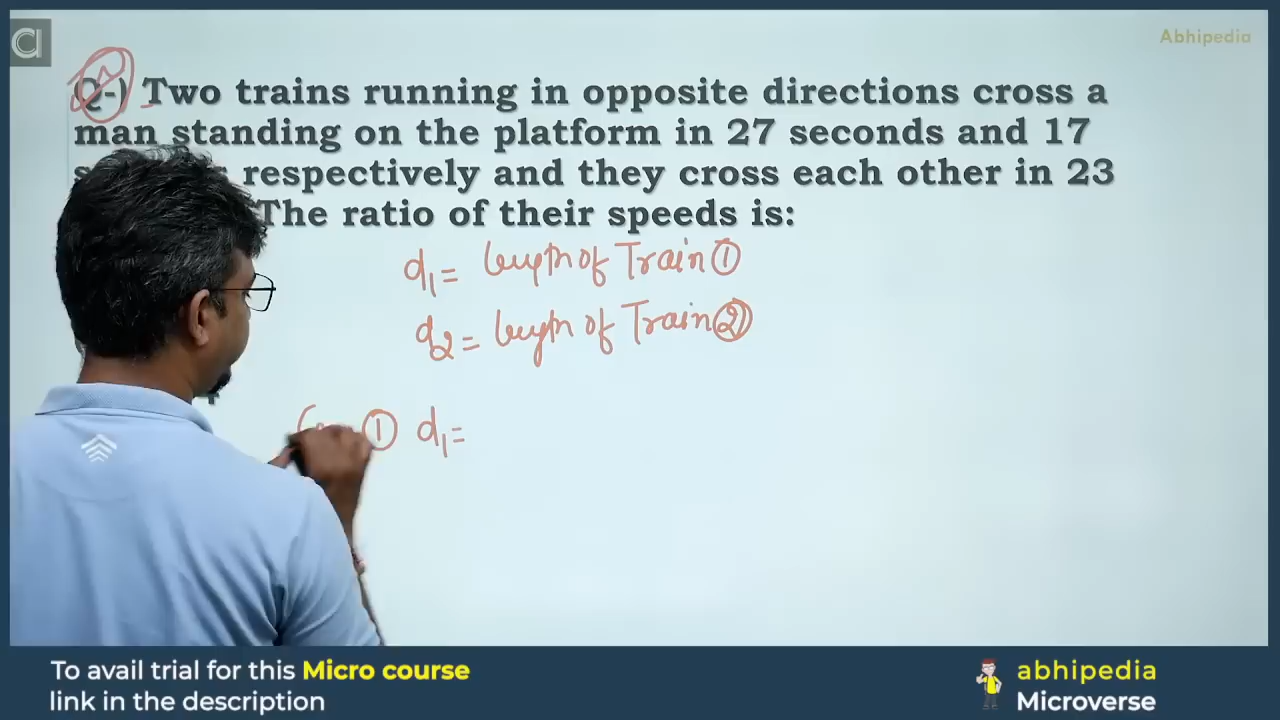 Abhipedia
Q-) Two trains running in opposite directions cross a
man standing on the platform in 27 seconds and 17
respectively and they cross each other in 23
The ratio of their speeds is:
d1= length of Train ①
d2= length of Train ②
① d1=
To avail trial for this Micro course
link in the description
abhipedia
Microverse